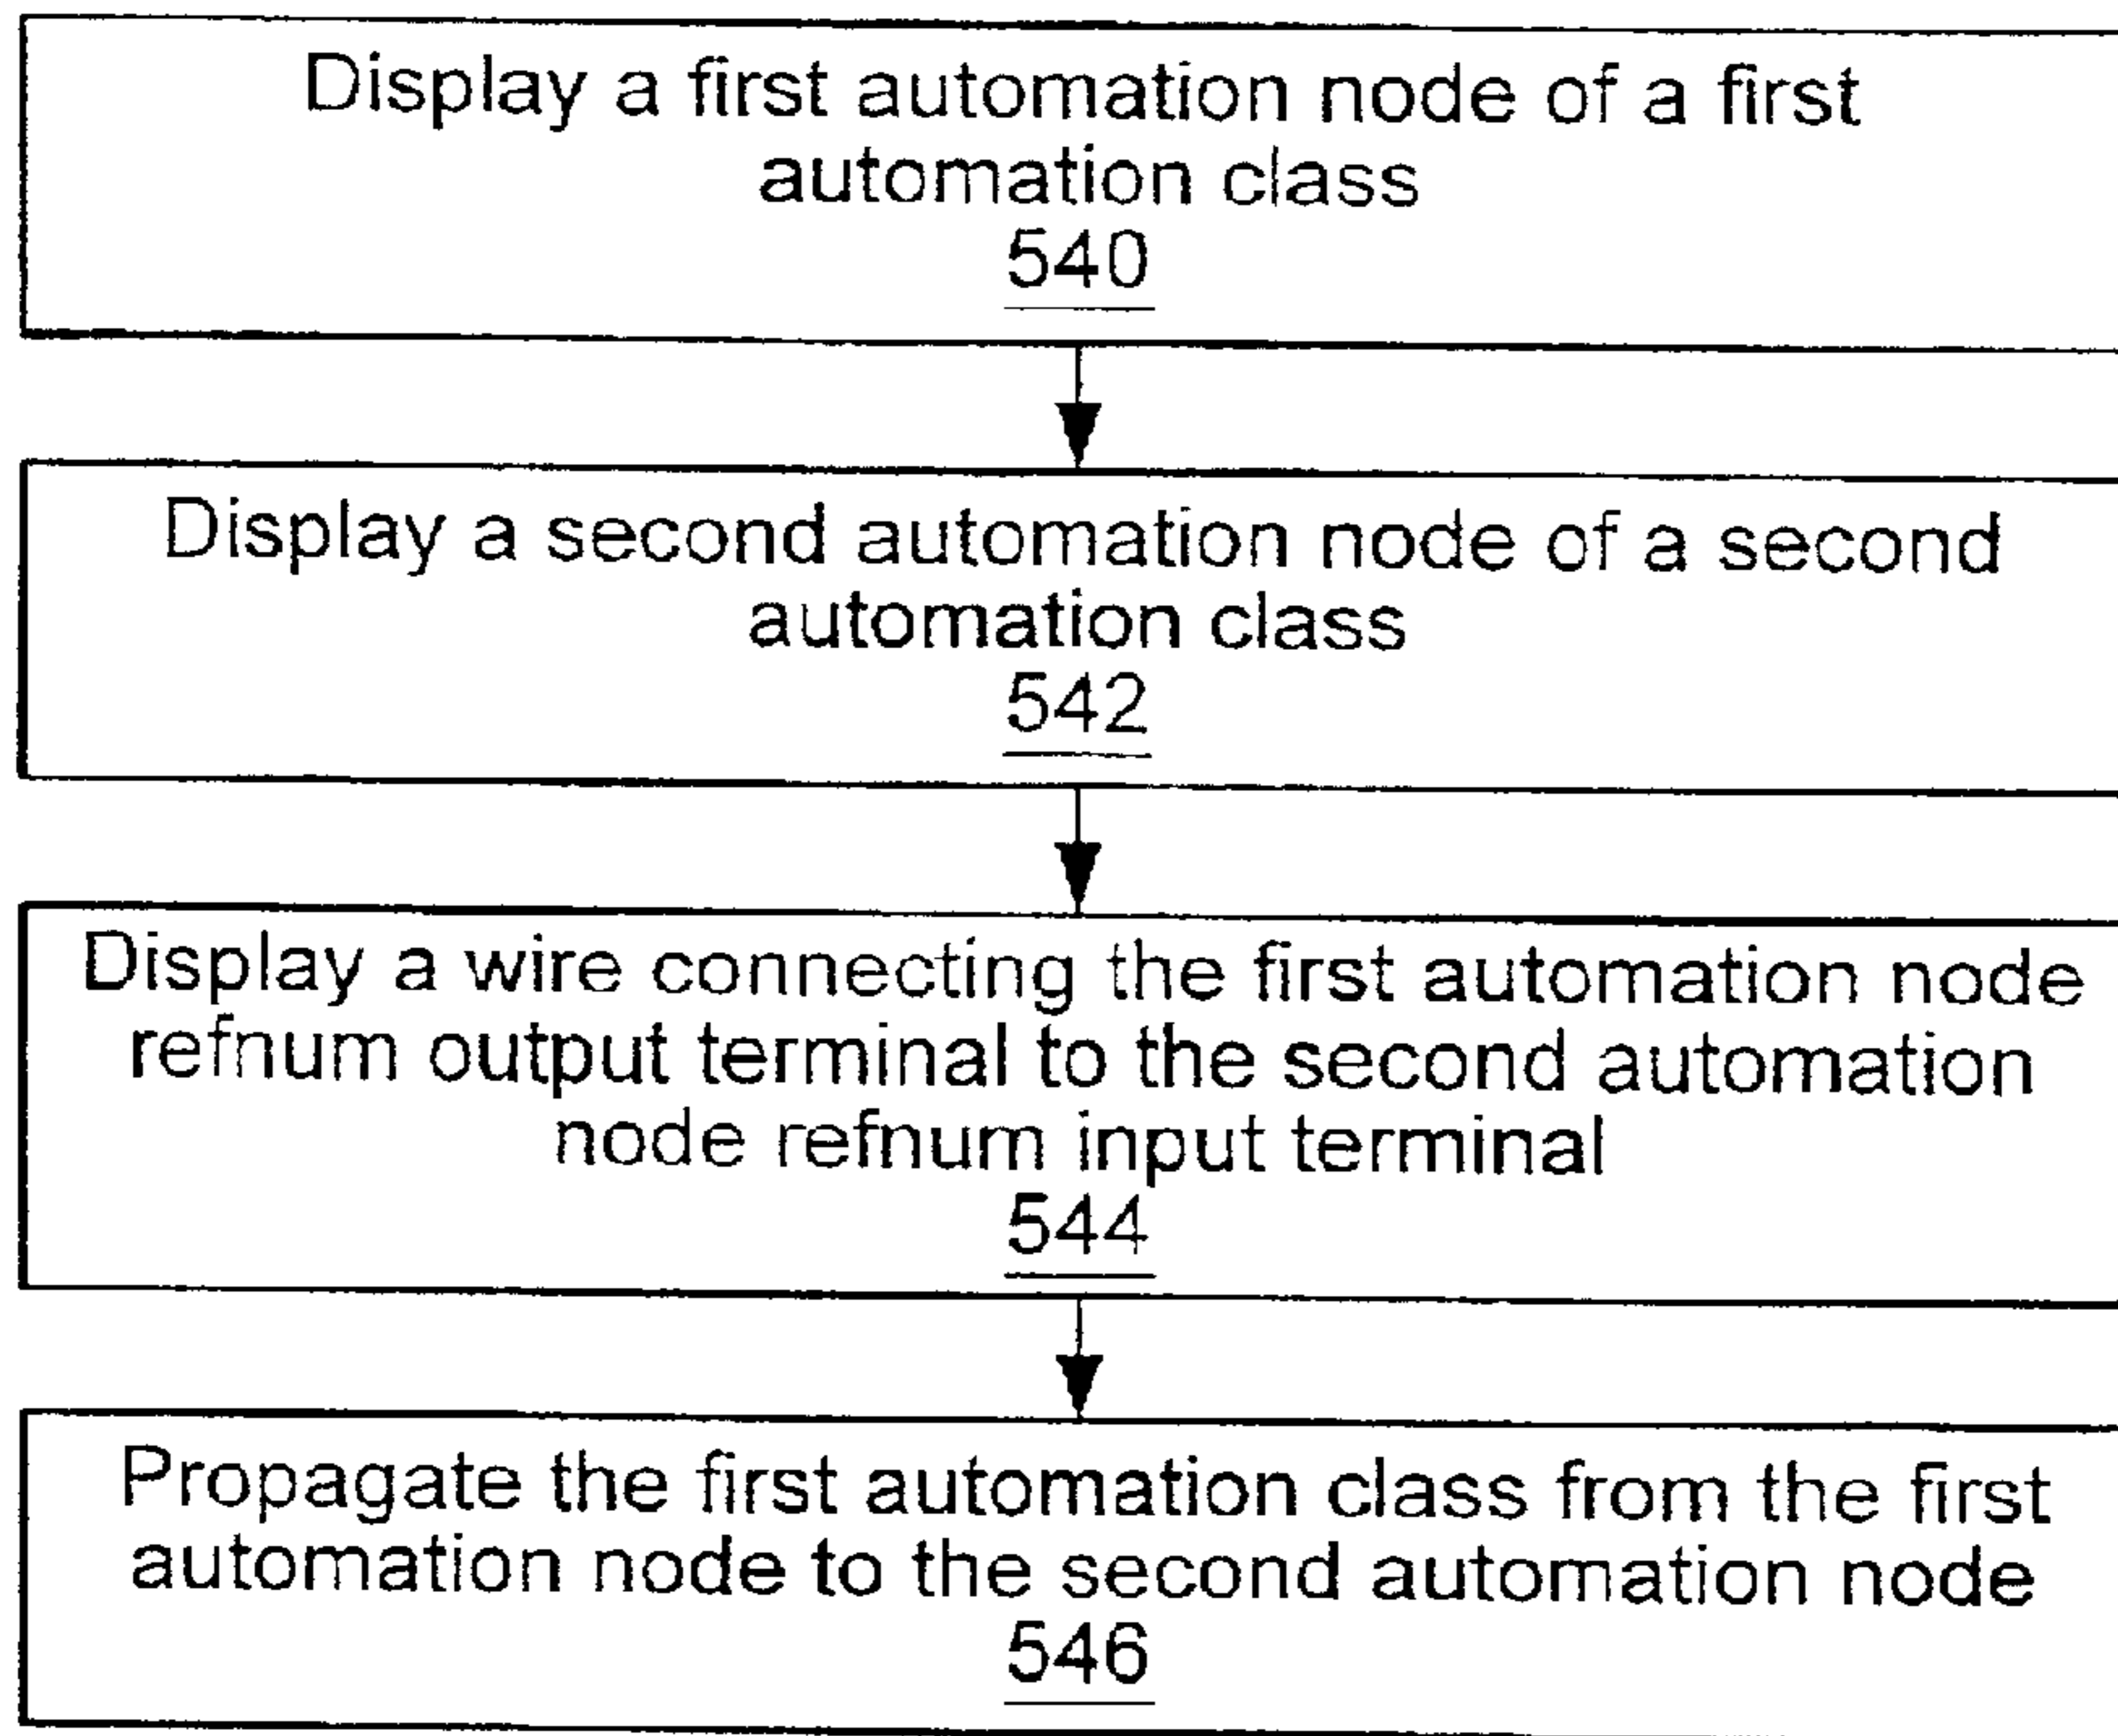 Display a first automation node of a first
automation class
540
Display a second automation node of a second
automation class
542
Display a wire connecting the first automation node
refnum output terminal to the second automation
node refnum input terminal
544
Propagate the first automation class from the first
automation node to the second automation node
546